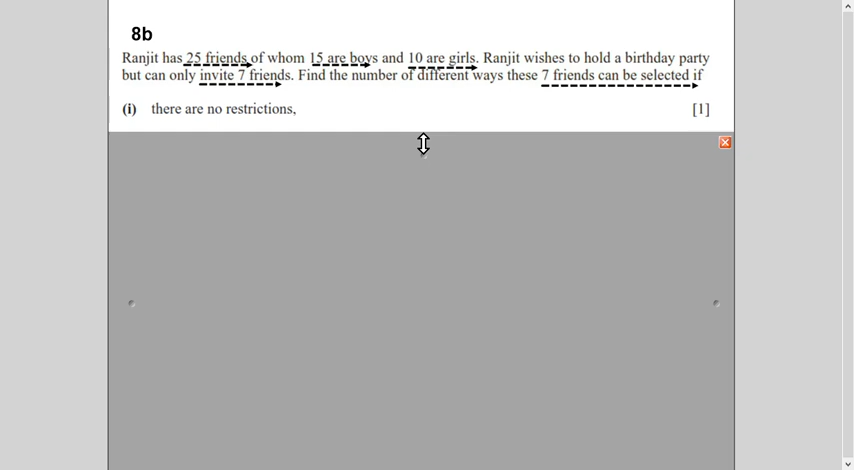 8b
Ranjit has 25 friends of whom 15 are boys and 10 are girls. Ranjit wishes to hold a birthday party
but can only invite 7 friends. Find the number of different ways these 7 friends can be selected if
(i) there are no restrictions, [1]